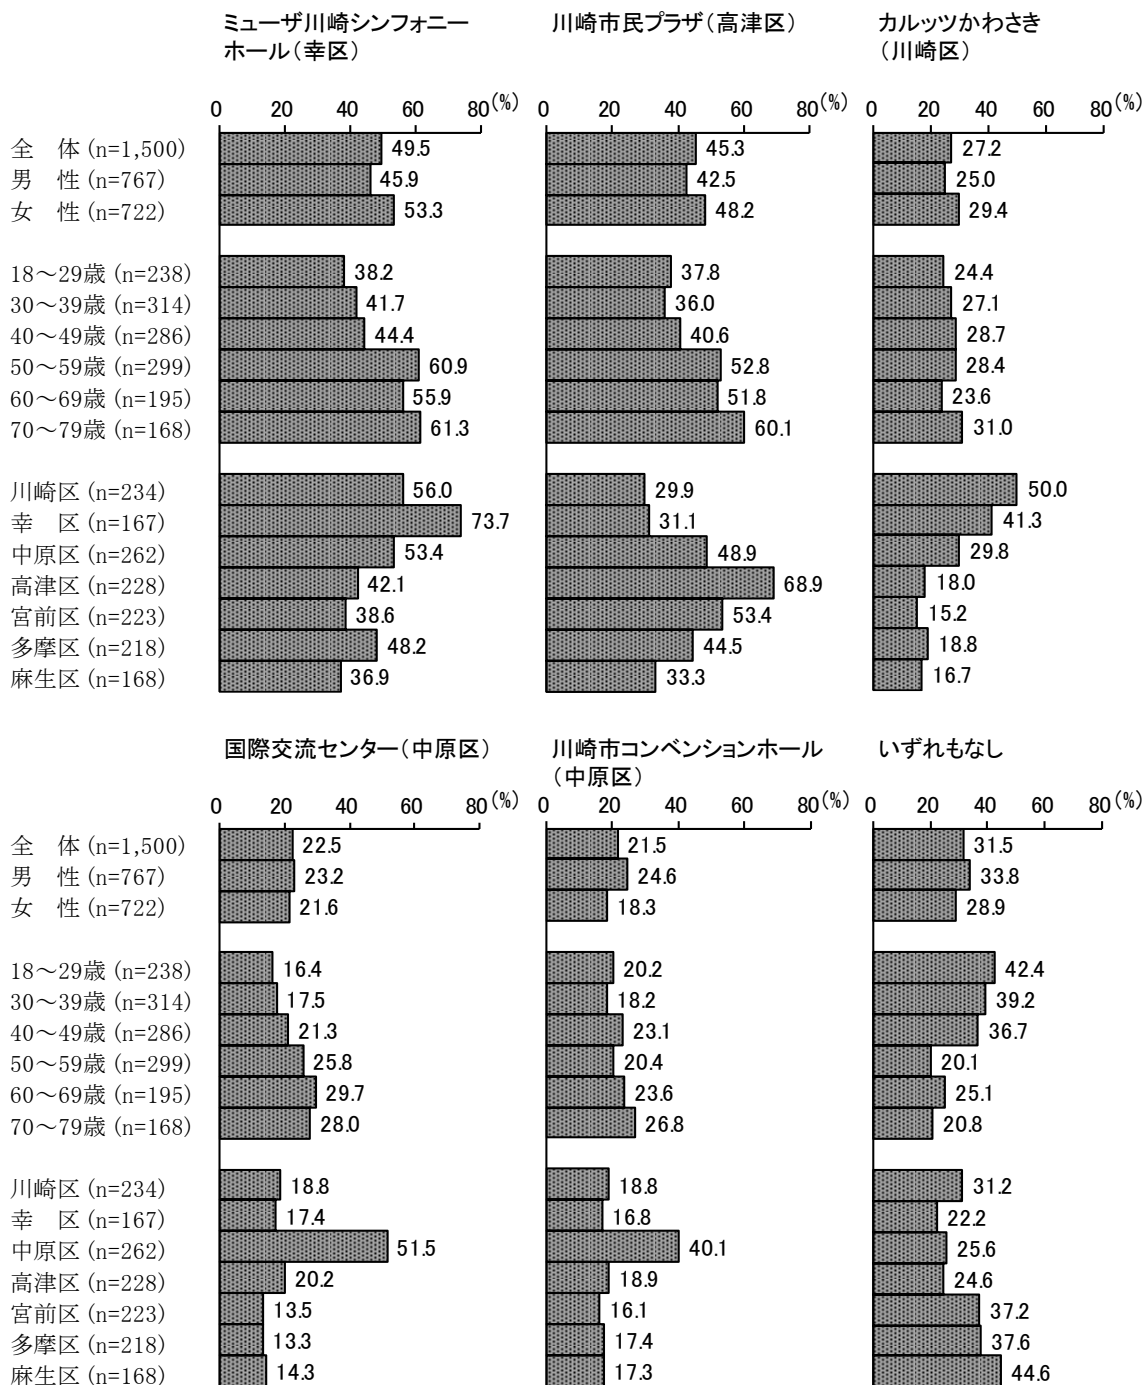 ミューザ川崎シンフォニー
ホール（幸区）
川崎市民プラザ（高津区）
カルッツかわさき
（川崎区）
0 20 40 60 80(%) 0 20 40 60 80(%) 0 20 40 60 80(%)
全　体 (n=1,500) 49.5 45.3 27.2
男　性 (n=767) 45.9 42.5 25.0
女　性 (n=722) 53.3 48.2 29.4
18～29歳 (n=238) 38.2 37.8 24.4
30～39歳 (n=314) 41.7 36.0 27.1
40～49歳 (n=286) 44.4 40.6 28.7
50～59歳 (n=299) 60.9 52.8 28.4
60～69歳 (n=195) 55.9 51.8 23.6
70～79歳 (n=168) 61.3 60.1 31.0
川崎区 (n=234) 56.0 29.9 50.0
幸　区 (n=167) 73.7 31.1 41.3
中原区 (n=262) 53.4 48.9 29.8
高津区 (n=228) 42.1 68.9 18.0
宮前区 (n=223) 38.6 53.4 15.2
多摩区 (n=218) 48.2 44.5 18.8
麻生区 (n=168) 36.9 33.3 16.7
国際交流センター（中原区）
川崎市コンベンションホール
（中原区）
いずれもなし
0 20 40 60 80(%) 0 20 40 60 80(%) 0 20 40 60 80(%)
全　体 (n=1,500) 22.5 21.5 31.5
男　性 (n=767) 23.2 24.6 33.8
女　性 (n=722) 21.6 18.3 28.9
18～29歳 (n=238) 16.4 20.2 42.4
30～39歳 (n=314) 17.5 18.2 39.2
40～49歳 (n=286) 21.3 23.1 36.7
50～59歳 (n=299) 25.8 20.4 20.1
60～69歳 (n=195) 29.7 23.6 25.1
70～79歳 (n=168) 28.0 26.8 20.8
川崎区 (n=234) 18.8 18.8 31.2
幸　区 (n=167) 17.4 16.8 22.2
中原区 (n=262) 51.5 40.1 25.6
高津区 (n=228) 20.2 18.9 24.6
宮前区 (n=223) 13.5 16.1 37.2
多摩区 (n=218) 13.3 17.4 37.6
麻生区 (n=168) 14.3 17.3 44.6